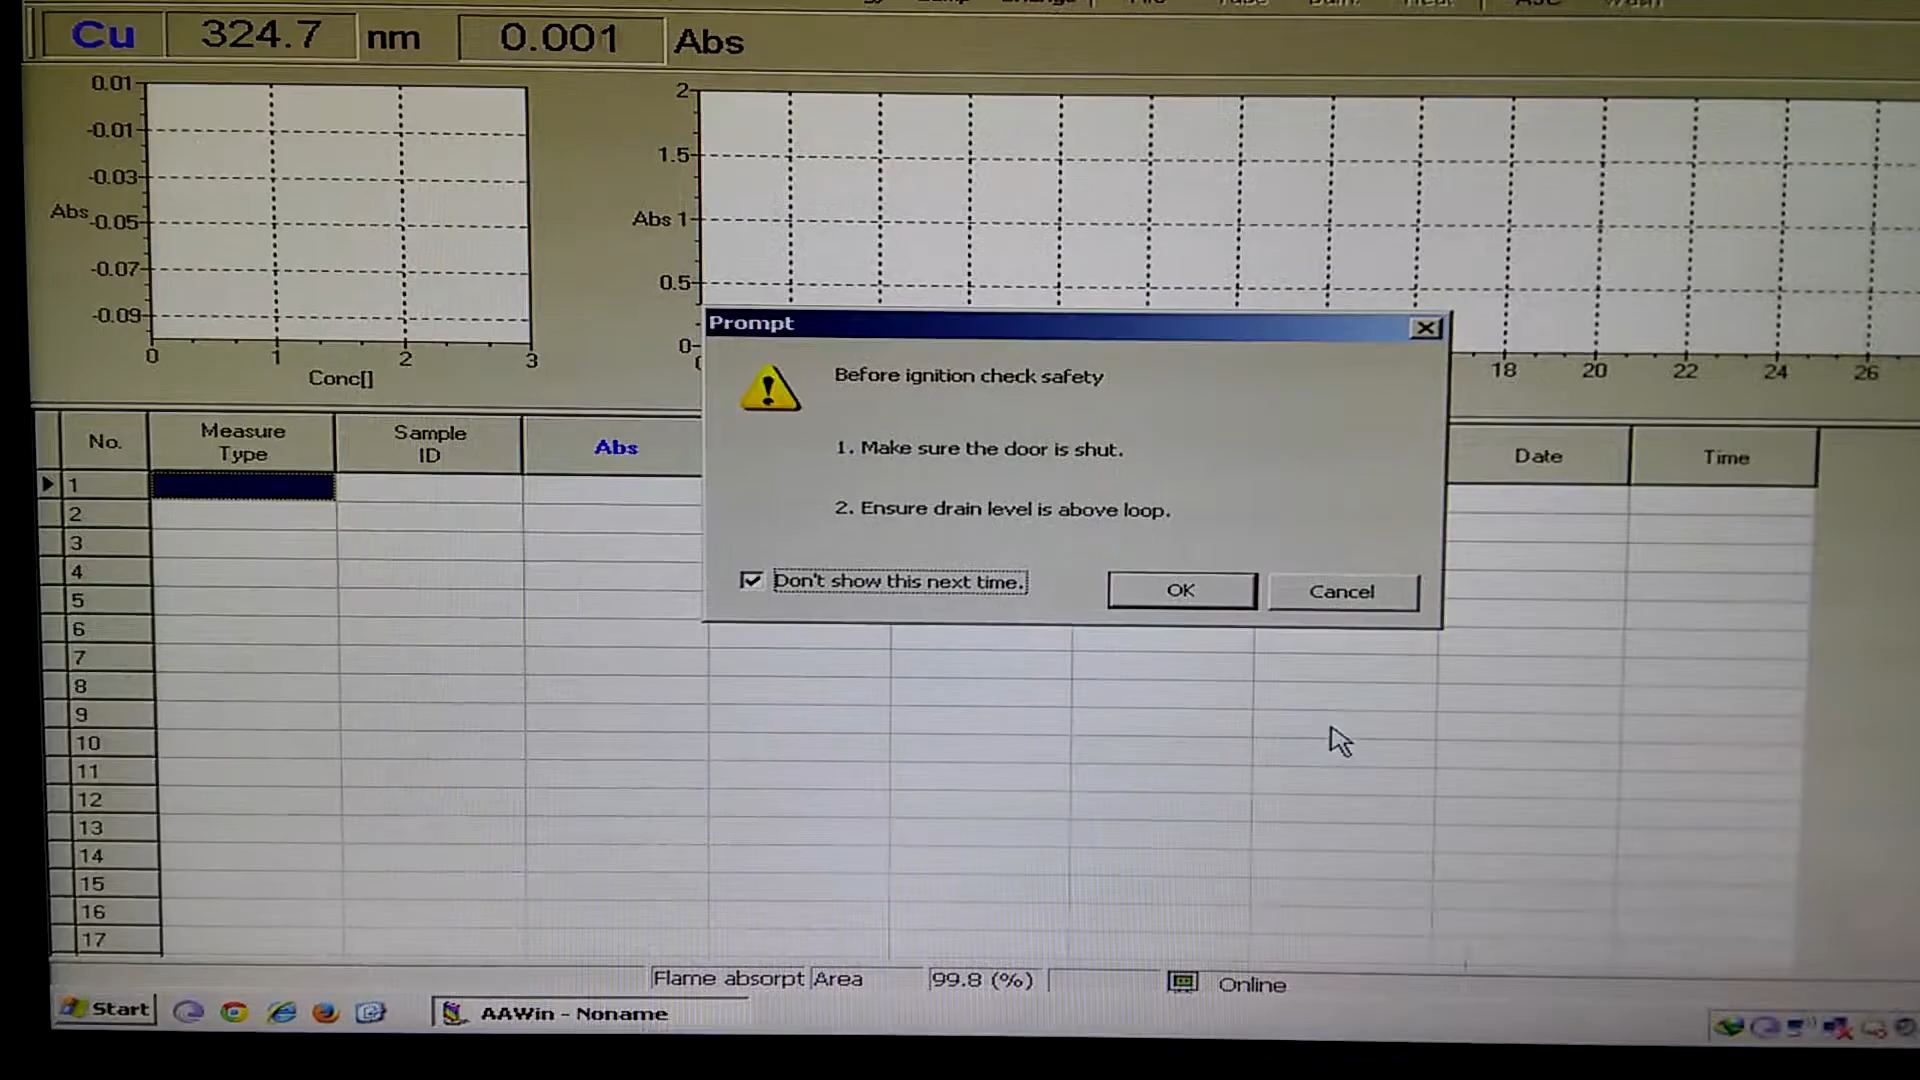 Cu 324.7 nm 0.001 Abs
0.01
-0.01
-0.03
Abs
-0.05
-0.07
-0.09
0 1 2 3
Conc[]
2
1.5
Abs 1
0.5
0
18 20 22 24 26
Prompt
Before ignition check safety
1. Make sure the door is shut.
2. Ensure drain level is above loop.
Don't show this next time.
OK
Cancel
No.
Measure
Type
Sample
ID
Abs
Date
Time
1
2
3
4
5
6
7
8
9
10
11
12
13
14
15
16
17
Flame absorpt Area 99.8 (%) Online
Start AAWin - Noname